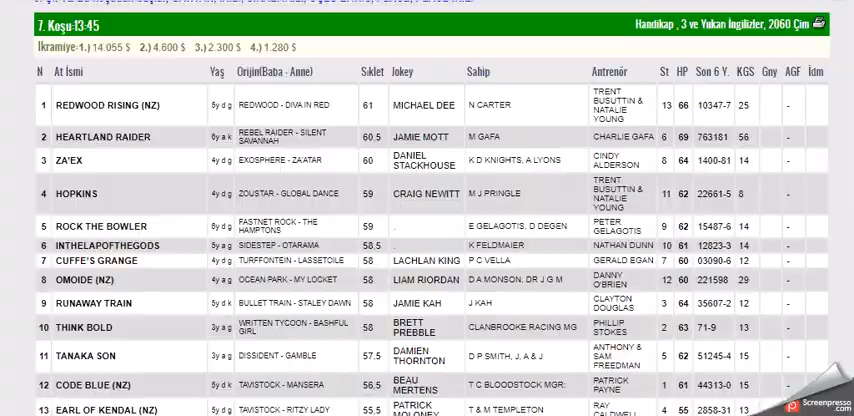 7. Koşu:13:45 Handikap , 3 ve Yukarı İngilizler, 2060 Çim
İkramiye:1.) 14.055 $ 2.) 4.600 $ 3.) 2.300 $ 4.) 1.280 $
N At İsmi Yaş Orijin(Baba - Anne) Sıklet Jokey Sahip Antrenör St HP Son 6 Y. KGS Gny AGF İdm
1 REDWOOD RISING (NZ) 5y d g REDWOOD - DIVA IN RED 61 MICHAEL DEE N CARTER TRENT BUSUTTIN & NATALIE YOUNG 13 66 10347-7 25 -
2 HEARTLAND RAIDER 6y a k REBEL RAIDER - SILENT SAVANNAH 60,5 JAMIE MOTT M GAFA CHARLIE GAFA 6 69 763181 56 -
3 ZA'EX 4y d g EXOSPHERE - ZA'ATAR 60 DANIEL STACKHOUSE K D KNIGHTS, A LYONS CINDY ALDERSON 8 64 1400-81 14 -
4 HOPKINS 4y d g ZOUSTAR - GLOBAL DANCE 59 CRAIG NEWITT M J PRINGLE TRENT BUSUTTIN & NATALIE YOUNG 11 62 22661-5 8 -
5 ROCK THE BOWLER 6y d g FASTNET ROCK - THE HAMPTONS 59 . E GELAGOTIS, D DEGEN PETER GELAGOTIS 9 62 15487-6 14 -
6 INTHELAPOFTHEGODS 5y a g SIDESTEP - OTARAMA 58,5 . K FELDMAIER NATHAN DUNN 10 61 12823-3 14 -
7 CUFFE'S GRANGE 4y d g TURFFONTEIN - LASSETOILE 58 LACHLAN KING P VELLA GERALD EGAN 7 60 03090-6 12 -
8 OMOIDE (NZ) 4y a g OCEAN PARK - MY LOCKET 58 LIAM RIORDAN D A MONSON, DR J G M DANNY O'BRIEN 12 60 221598 29 -
9 RUNAWAY TRAIN 5y d k BULLET TRAIN - STALEY DAWN 58 JAMIE KAH J KAH CLAYTON DOUGLAS 3 64 35607-2 12 -
10 THINK BOLD 3y a g WRITTEN TYCOON - BASHFUL GIRL 58 BRETT PREBBLE CLANBROOKE RACING MG PHILLIP STOKES 2 63 71-9 13 -
11 TANAKA SON 3y a g DISSIDENT - GAMBLE 57,5 DAMIEN THORNTON D P SMITH, J, A & J ANTHONY & SAM FREEDMAN 5 62 51245-4 15 -
12 CODE BLUE (NZ) 5y d k TAVISTOCK - MANSERA 56,5 BEAU MERTENS T C BLOODSTOCK MGR: PATRICK PAYNE 1 61 44313-0 15 -
13 EARL OF KENDAL (NZ) 5y d g TAVISTOCK - RITZY LADY 55,5 PATRICK MOLONEY T & M TEMPLETON RAY CALDWELL 4 55 2858-31 13 -
Screenpresso
.com